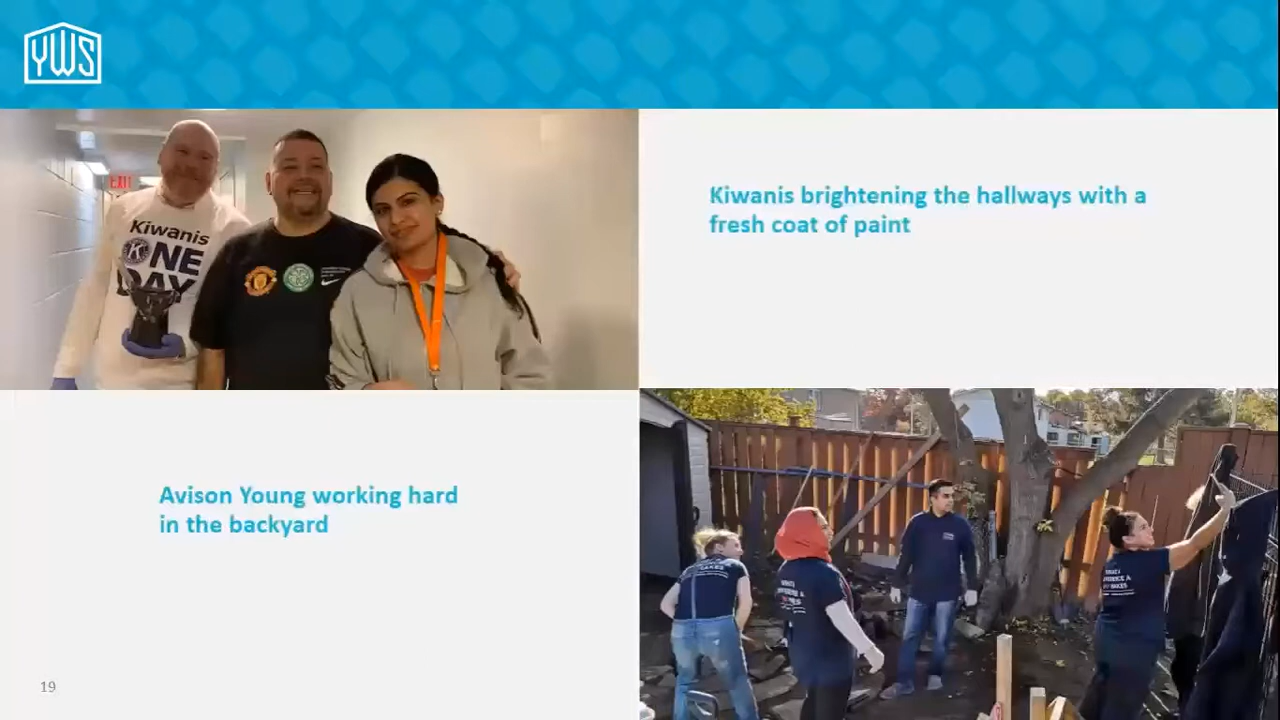 YWS
EXIT
Kiwanis
ONE
DAY
Kiwanis brightening the hallways with a
fresh coat of paint
Avison Young working hard
in the backyard
19